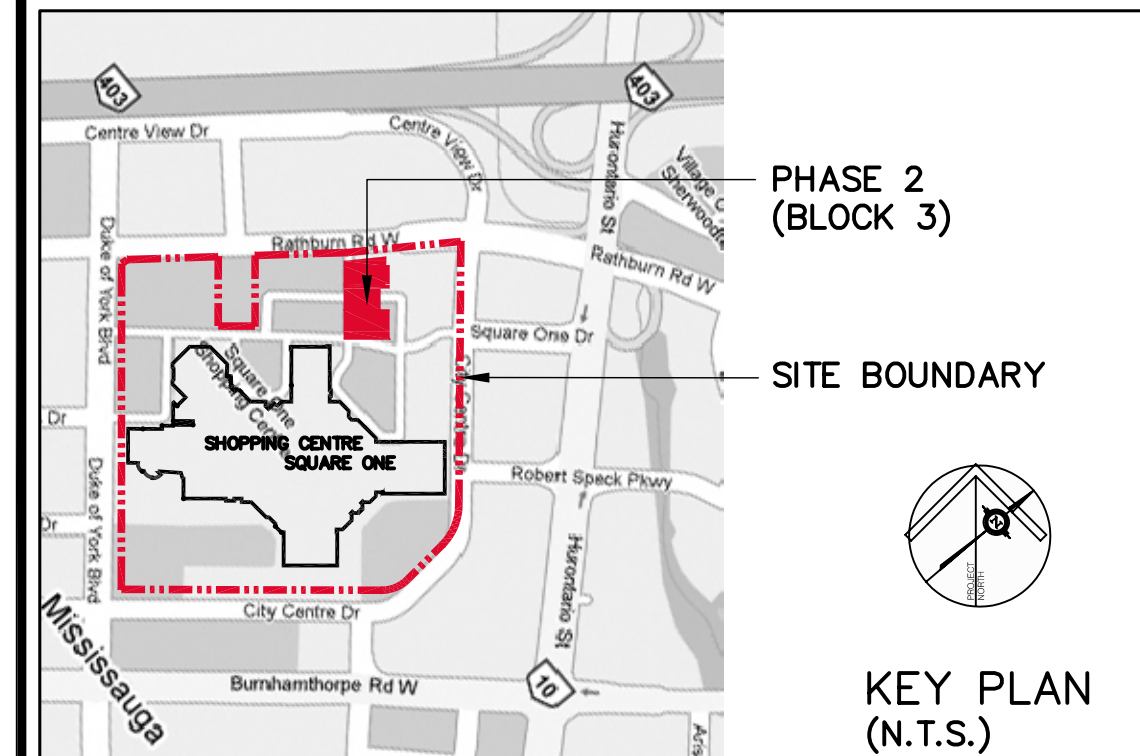 403
403
Centre View Dr
Centre View Dr
Hurontario St
Village
Sherwood
PHASE 2
(BLOCK 3)
Duke of York Blvd
Rathburn Rd W
Rathburn Rd W
Square One Dr
Square One
Shopping Centre
City Centre Dr
SITE BOUNDARY
Dr
SHOPPING CENTRE
SQUARE ONE
Robert Speck Pkwy
Duke of York Blvd
Dr
N
PROJECT
NORTH
Hurontario St
City Centre Dr
Mississauga
Burnhamthorpe Rd W
10
KEY PLAN
(N.T.S.)